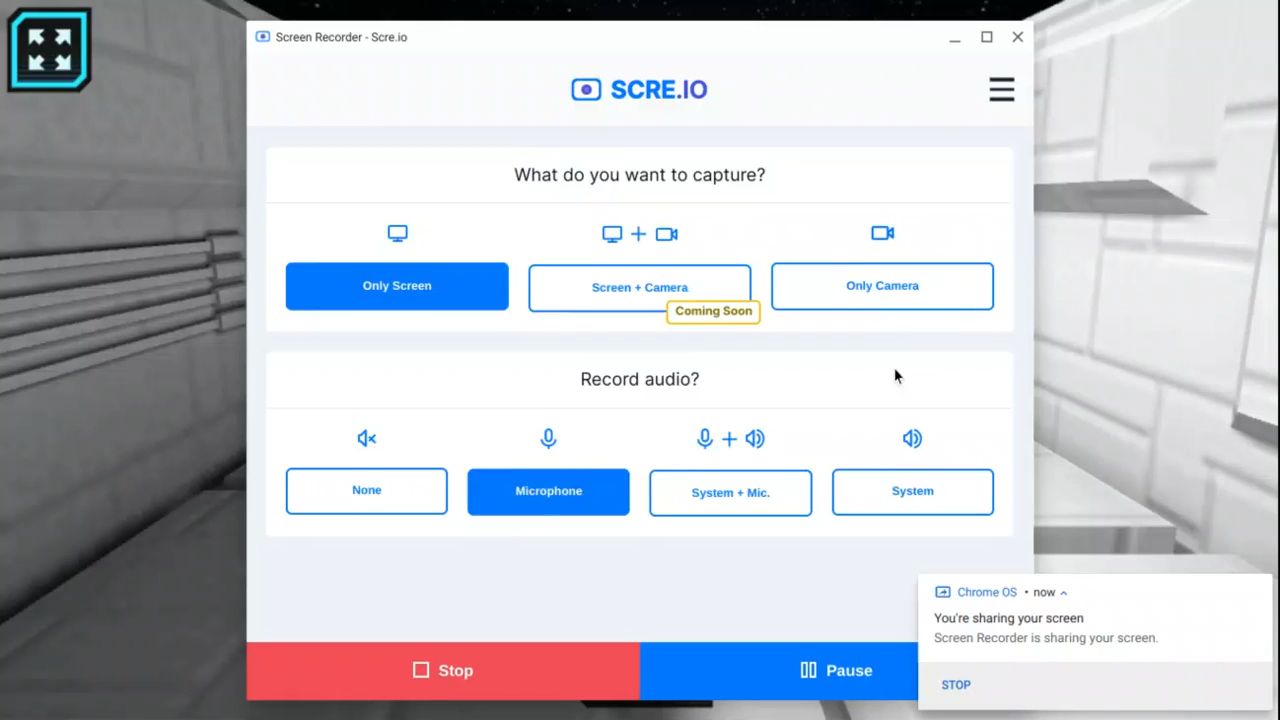 Screen Recorder - Scre.io
SCRE.IO
What do you want to capture?
Only Screen
Screen + Camera
Only Camera
Coming Soon
Record audio?
None
Microphone
System + Mic.
System
Chrome OS • now
You're sharing your screen
Screen Recorder is sharing your screen.
STOP
Stop
Pause